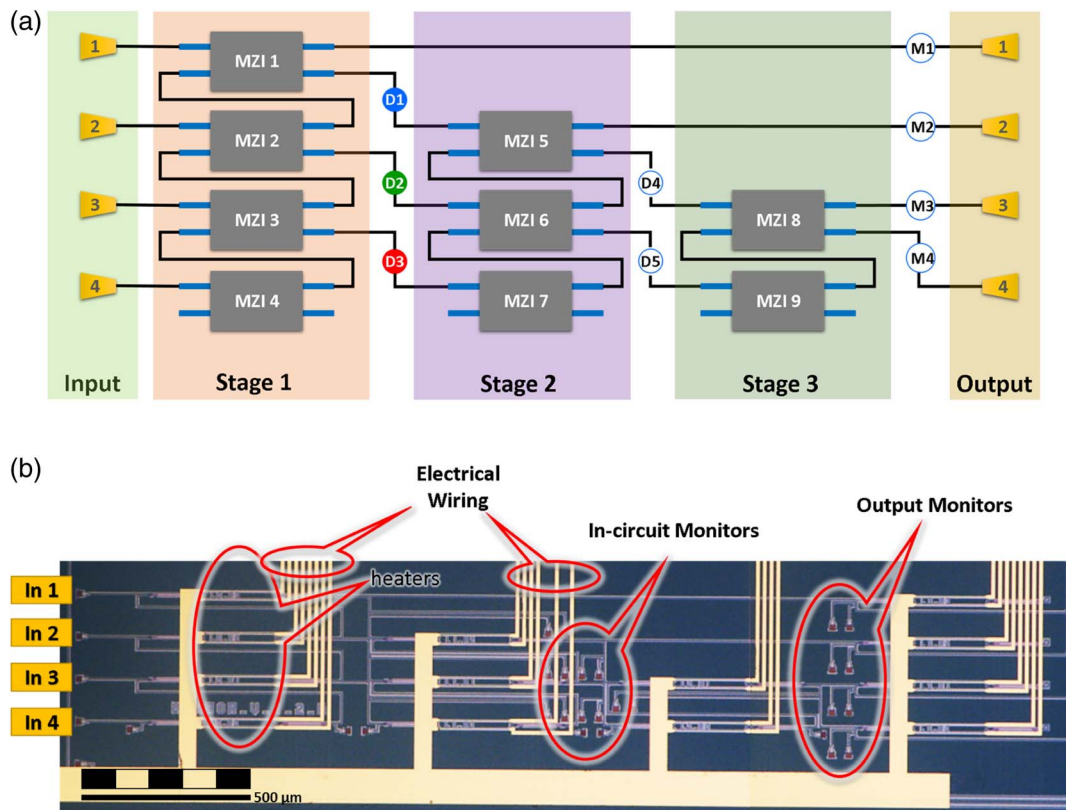 (a)
1
MZI 1
M1
1
D1
2
MZI 2
MZI 5
M2
2
D2
D4
3
MZI 3
MZI 6
MZI 8
M3
3
D3
D5
M4
4
MZI 4
MZI 7
MZI 9
4
Input
Stage 1
Stage 2
Stage 3
Output
(b)
Electrical
Wiring
In-circuit Monitors
Output Monitors
heaters
In 1
In 2
In 3
In 4
500 µm